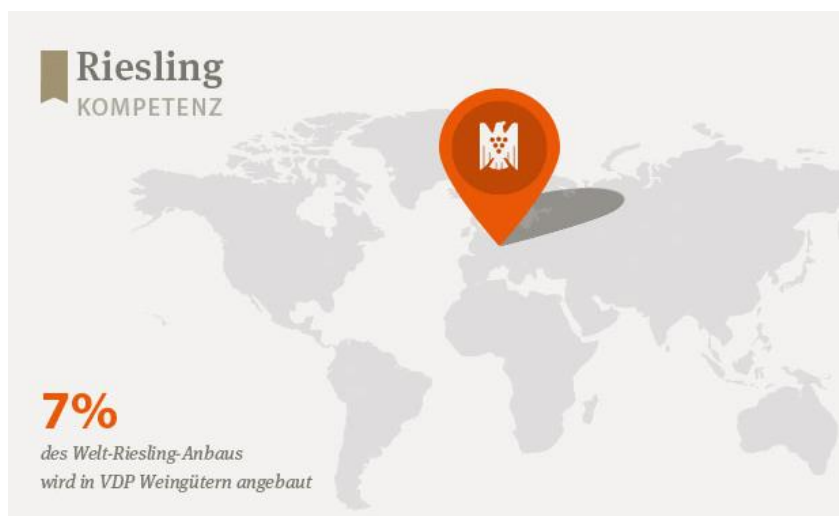 Riesling
KOMPETENZ
7%
des Welt-Riesling-Anbaus
wird in VDP Weingütern angebaut